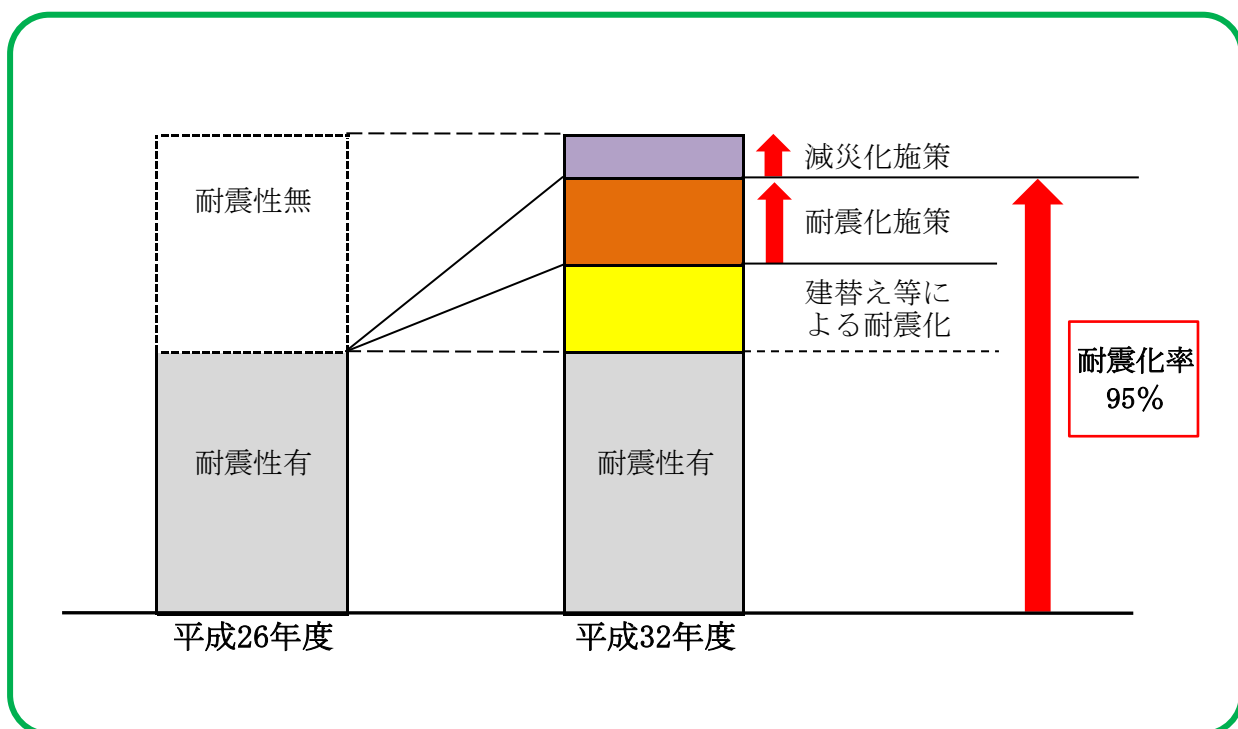 耐震性無
耐震性有
平成26年度
耐震性有
平成32年度
減災化施策
耐震化施策
建替え等に
よる耐震化
耐震化率
95%